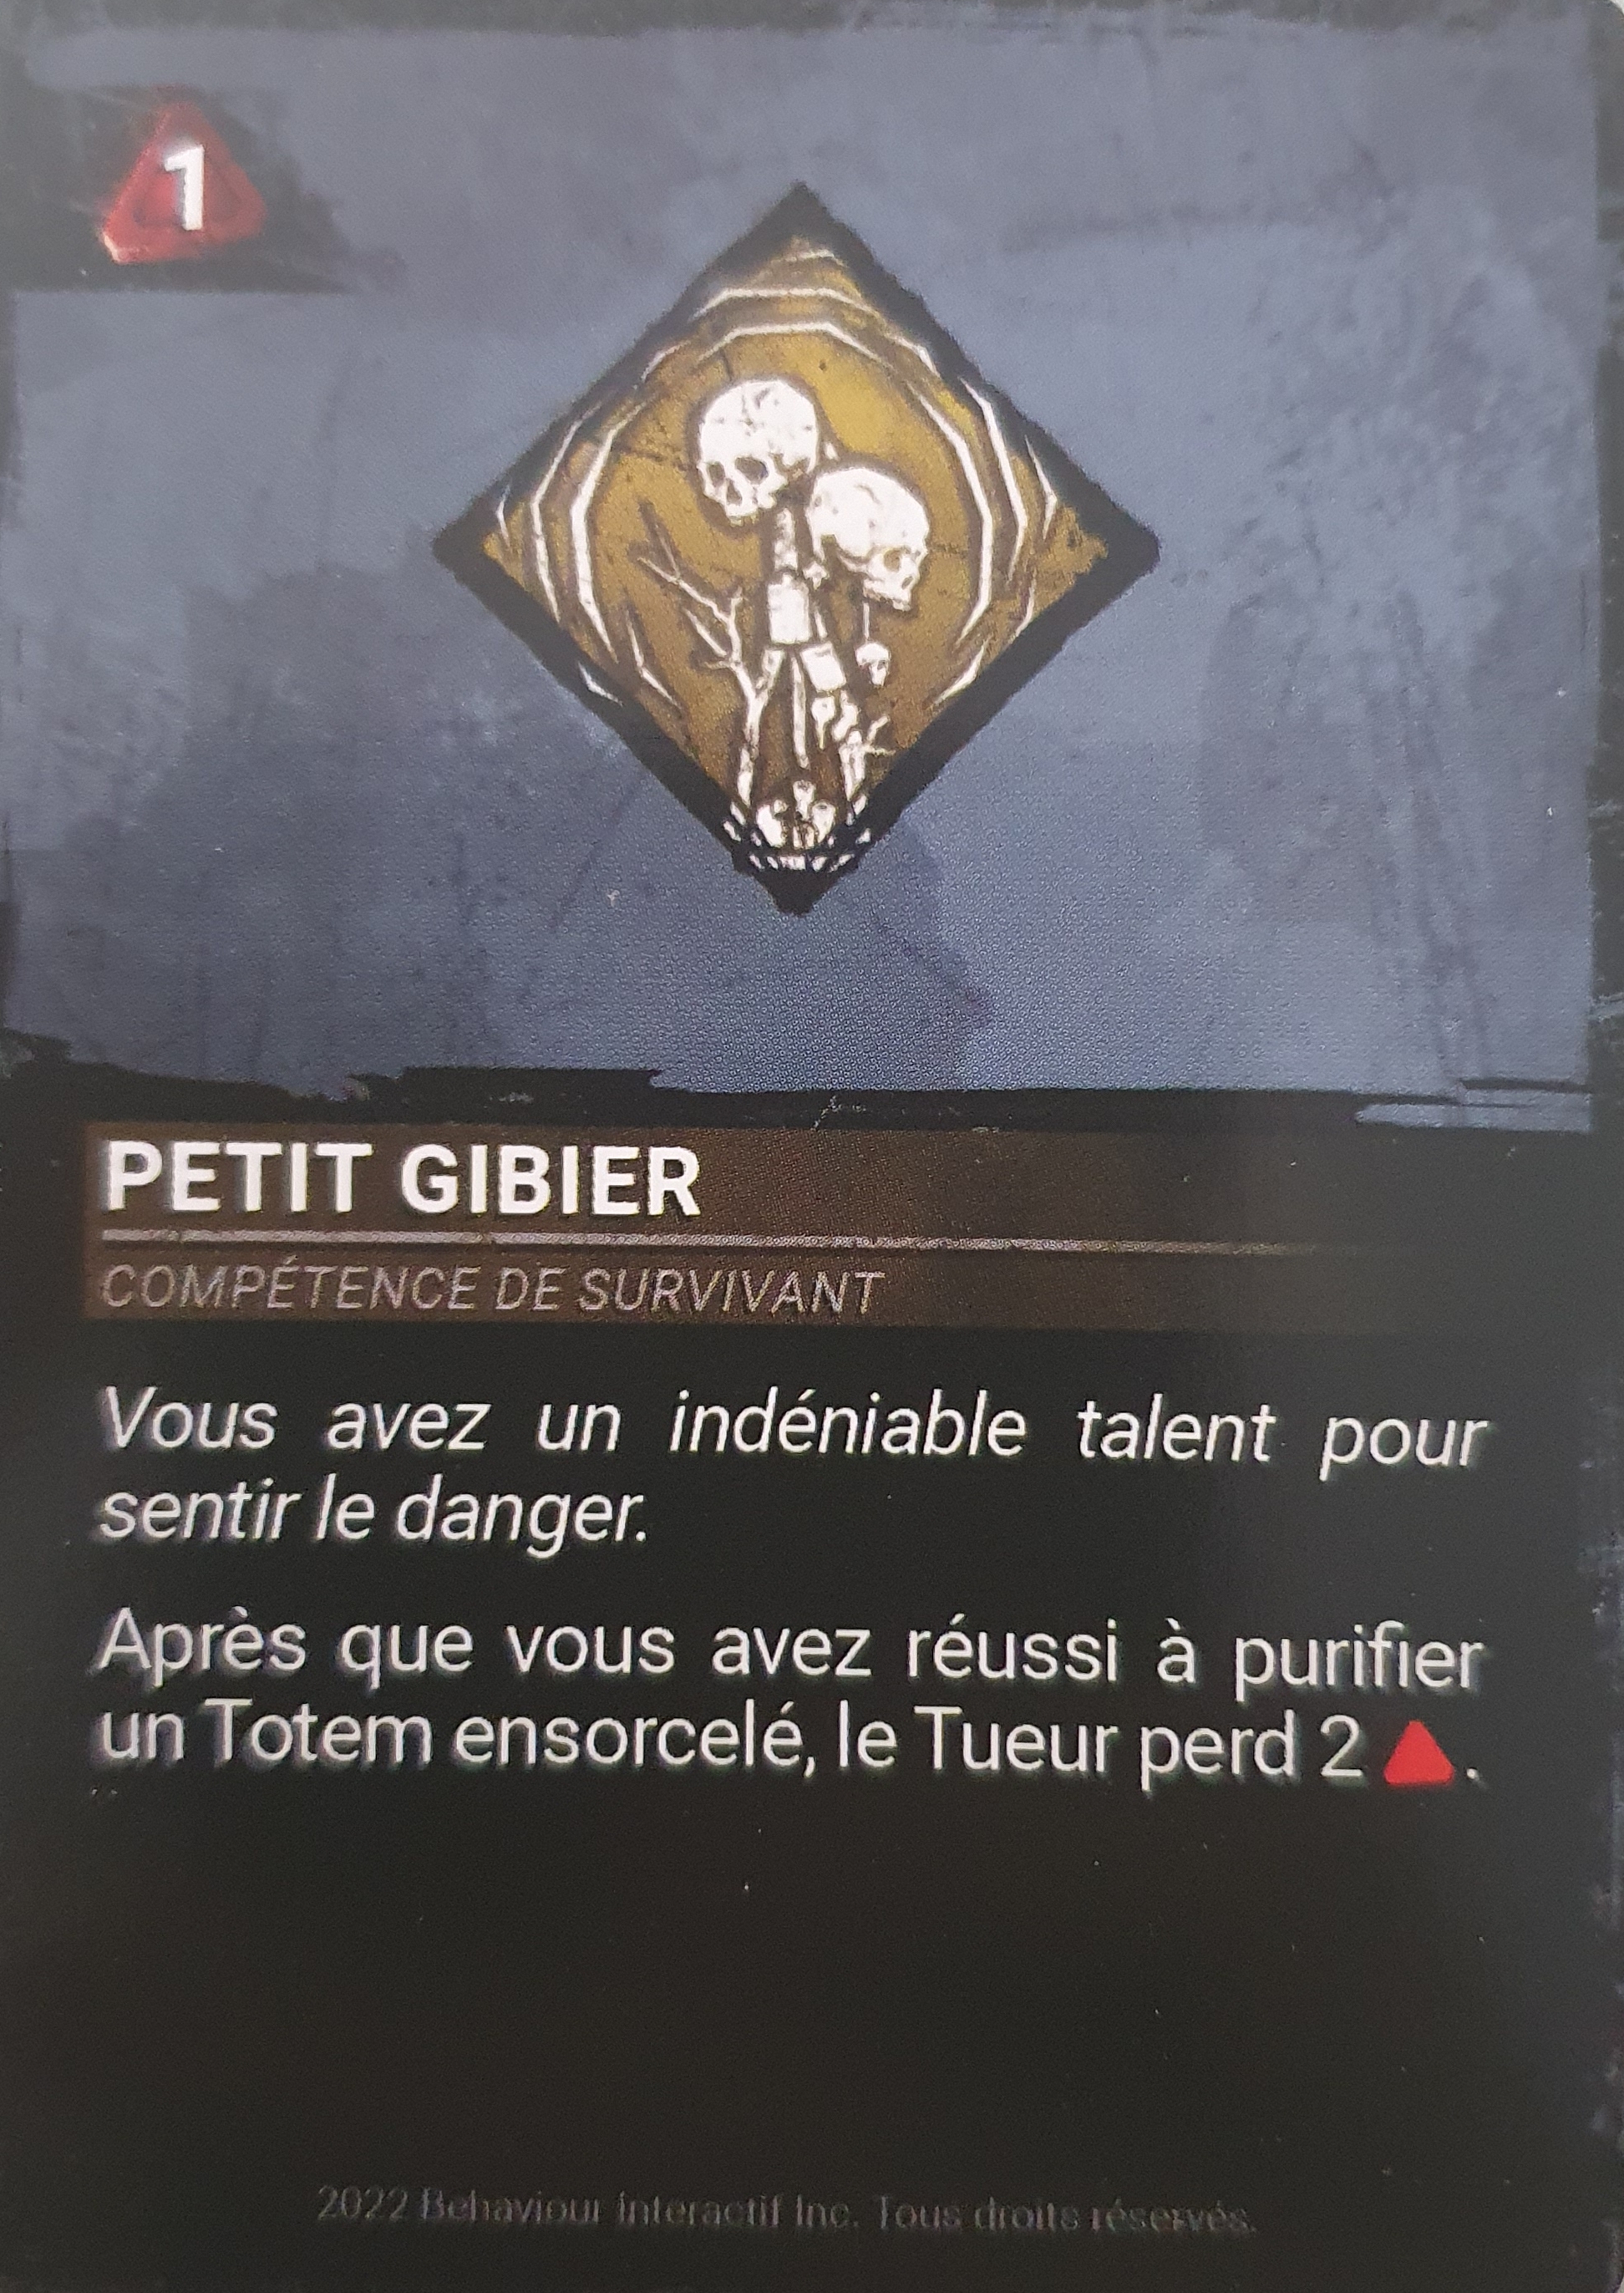 1
PETIT GIBIER
COMPÉTENCE DE SURVIVANT
Vous avez un indéniable talent pour
sentir le danger.
Après que vous avez réussi à purifier
un Totem ensorcelé, le Tueur perd 2 ▲.
2022 Behaviour Interactif Inc. Tous droits réservés.